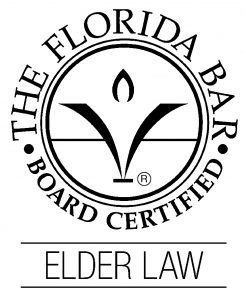 THE FLORIDA BAR
• BOARD CERTIFIED •
®
ELDER LAW